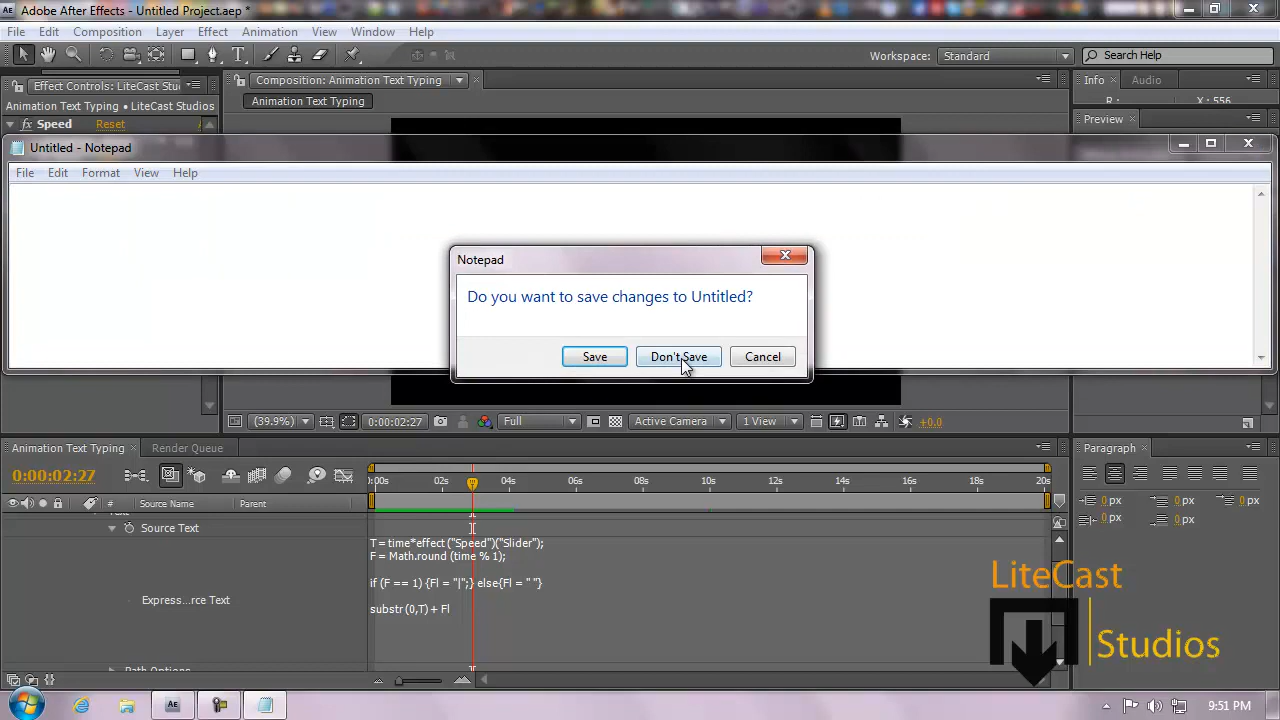 Adobe After Effects - Untitled Project.aep *
File Edit Composition Layer Effect Animation View Window Help
Workspace: Standard Search Help
Effect Controls: LiteCast Stu Composition: Animation Text Typing Info Audio
Animation Text Typing • LiteCast Studios Animation Text Typing R : X : 556
fx Speed Reset Preview
Untitled - Notepad
File Edit Format View Help
Notepad
Do you want to save changes to Untitled?
Save Don't Save Cancel
(39.9%) 0:00:02:27 Full Active Camera 1 View +0.0
Animation Text Typing Render Queue Paragraph
0:00:02:27 0:00s 02s 04s 06s 08s 10s 12s 14s 16s 18s 20s
# Source Name Parent
0 px 0 px 0 px
0 px 0 px
Source Text
T = time*effect ("Speed")("Slider");
F = Math.round (time % 1);
if (F == 1) {Fl = "|";} else{Fl = " "}
Express...rce Text
substr (0,T) + Fl
Path Options
LiteCast
Studios
9:51 PM